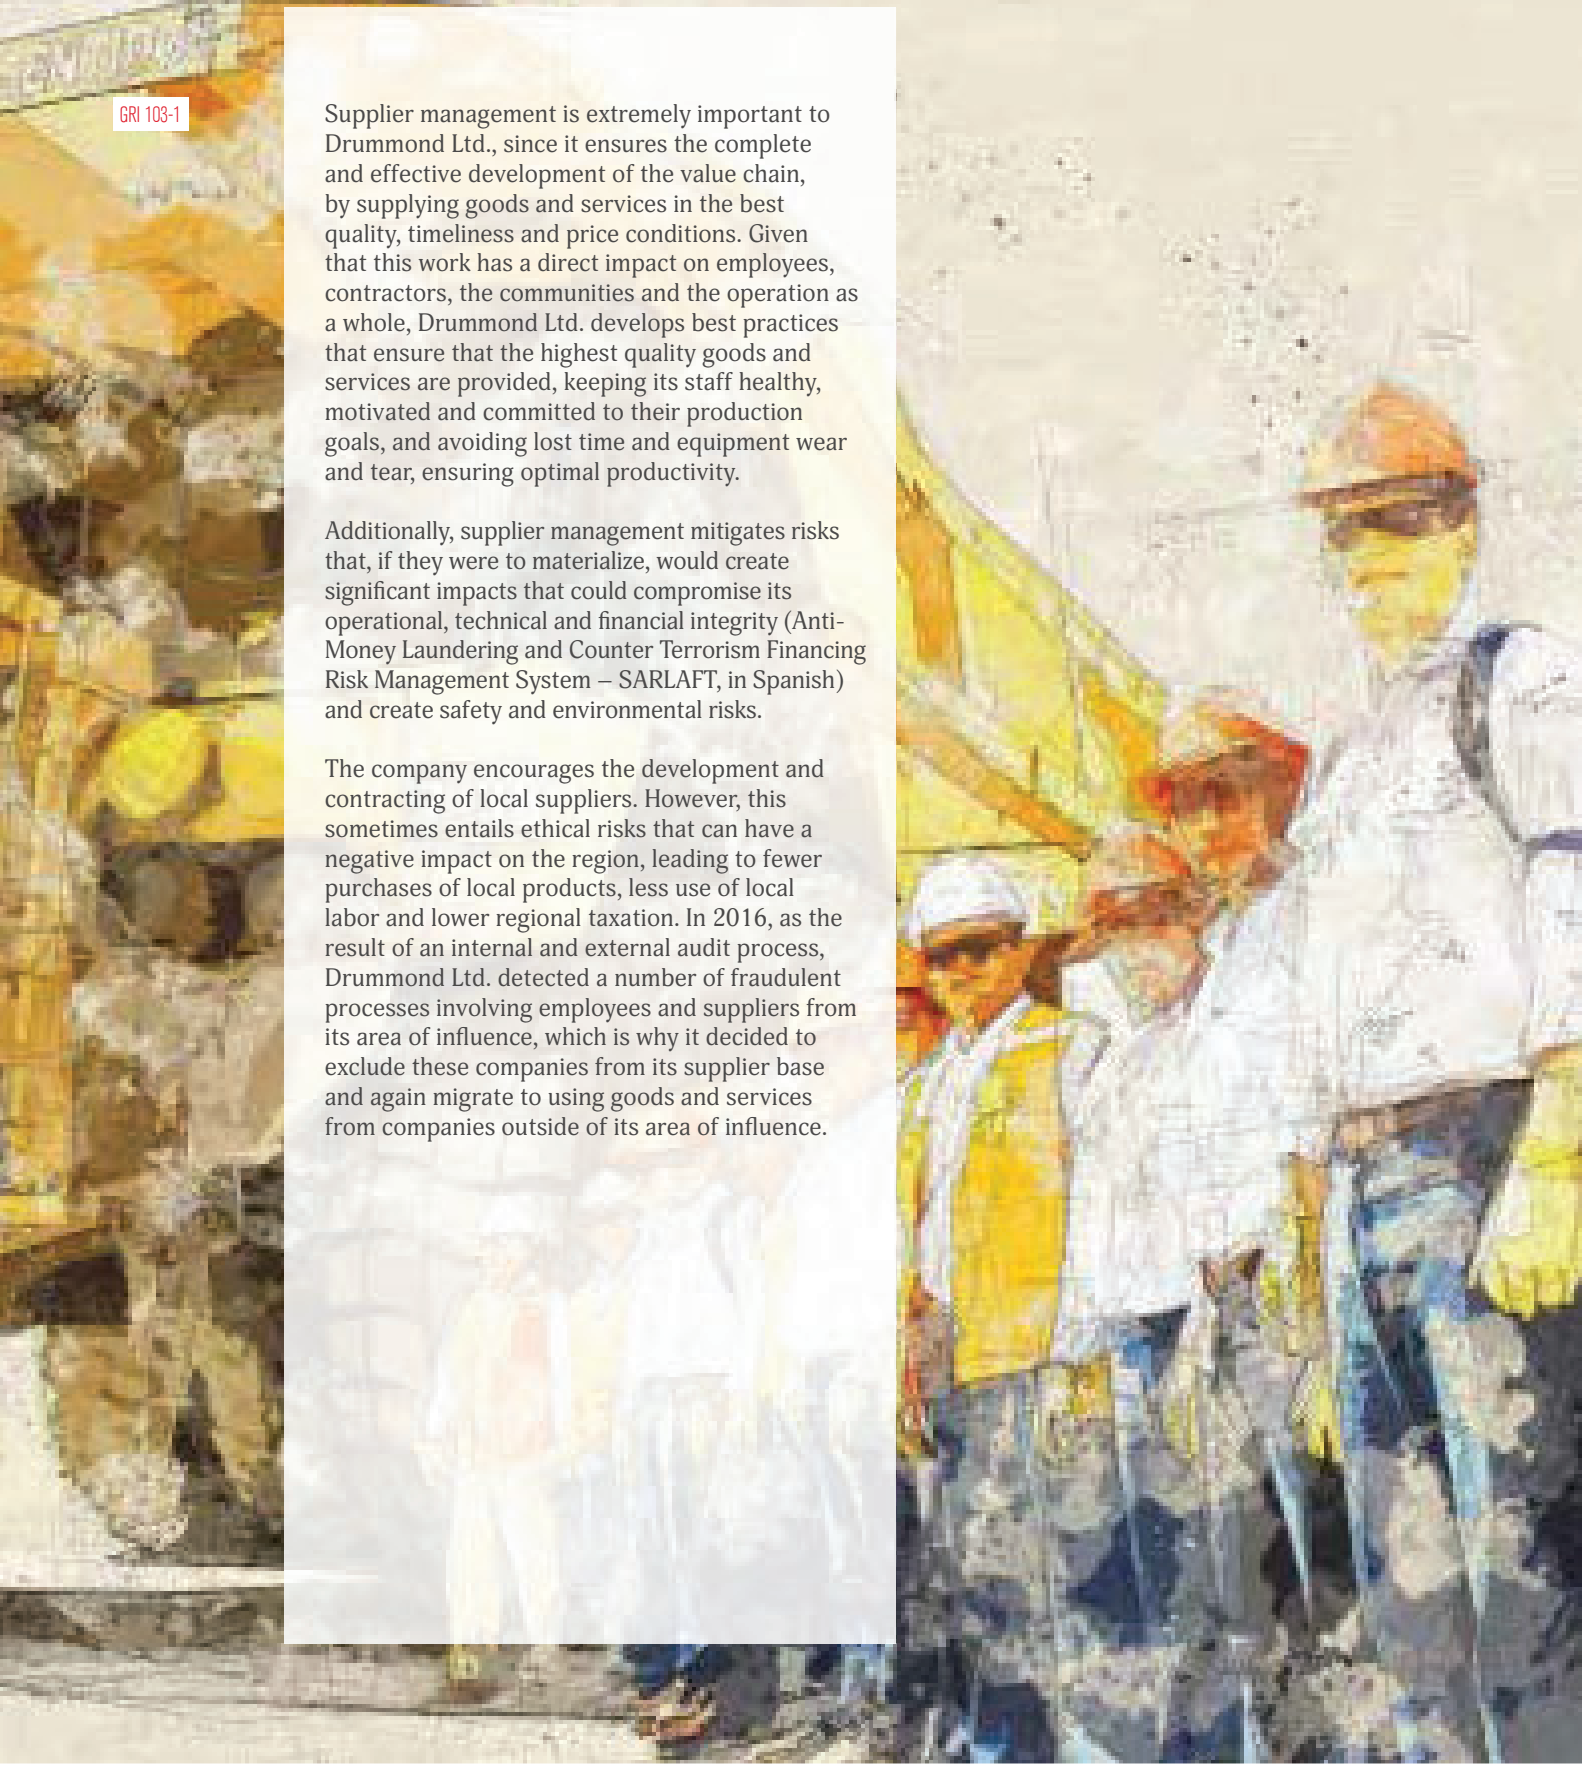 GRI 103-1
Supplier management is extremely important to
Drummond Ltd., since it ensures the complete
and effective development of the value chain,
by supplying goods and services in the best
quality, timeliness and price conditions. Given
that this work has a direct impact on employees,
contractors, the communities and the operation as
a whole, Drummond Ltd. develops best practices
that ensure that the highest quality goods and
services are provided, keeping its staff healthy,
motivated and committed to their production
goals, and avoiding lost time and equipment wear
and tear, ensuring optimal productivity.
Additionally, supplier management mitigates risks
that, if they were to materialize, would create
significant impacts that could compromise its
operational, technical and financial integrity (Anti-
Money Laundering and Counter Terrorism Financing
Risk Management System – SARLAFT, in Spanish)
and create safety and environmental risks.
The company encourages the development and
contracting of local suppliers. However, this
sometimes entails ethical risks that can have a
negative impact on the region, leading to fewer
purchases of local products, less use of local
labor and lower regional taxation. In 2016, as the
result of an internal and external audit process,
Drummond Ltd. detected a number of fraudulent
processes involving employees and suppliers from
its area of influence, which is why it decided to
exclude these companies from its supplier base
and again migrate to using goods and services
from companies outside of its area of influence.